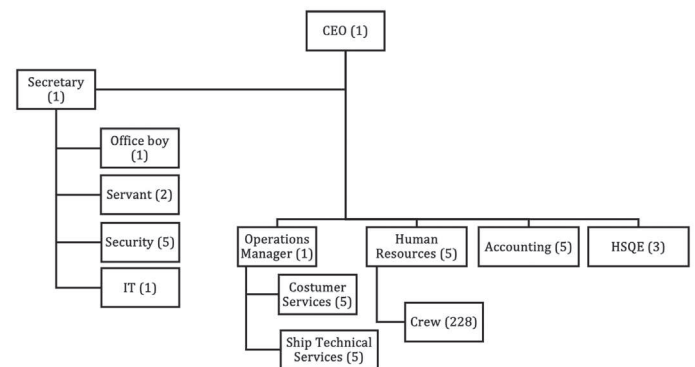 CEO (1)
Secretary
(1)
Office boy
(1)
Servant (2)
Security (5)
IT (1)
Operations
Manager (1)
Costumer
Services (5)
Ship Technical
Services (5)
Human
Resources (5)
Crew (228)
Accounting (5)
HSQE (3)